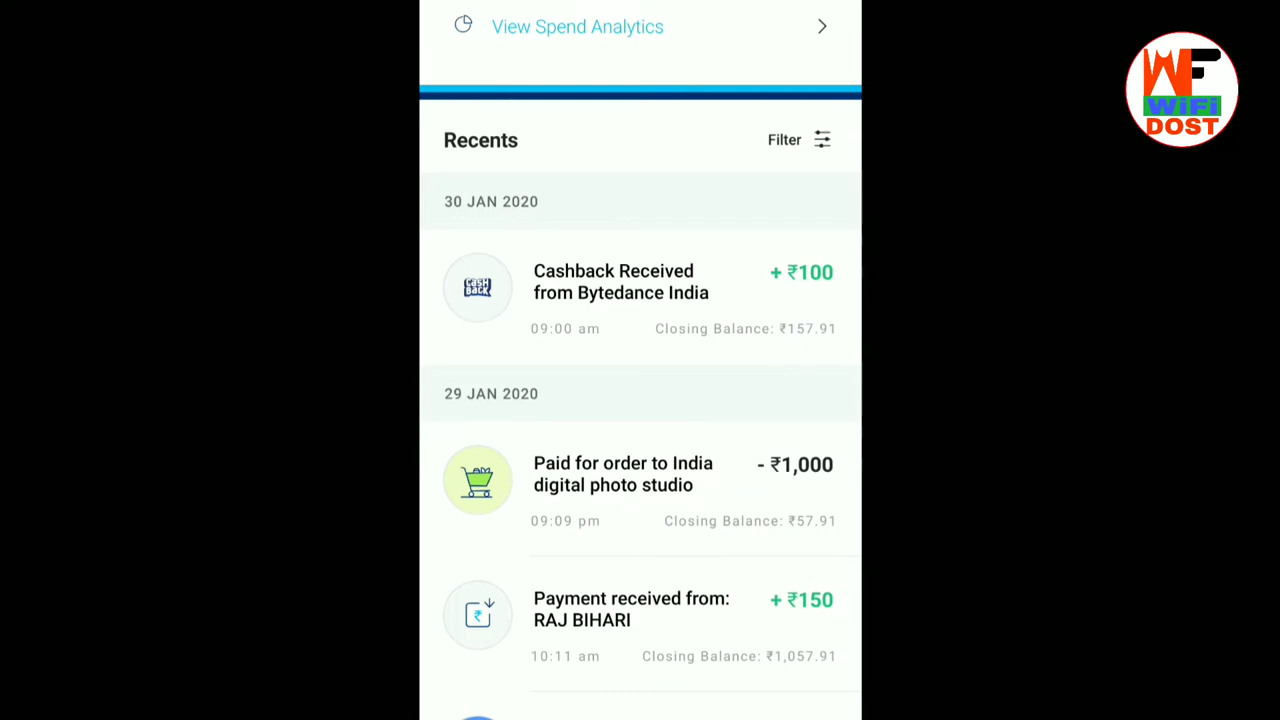 View Spend Analytics
WF
WiFi
DOST
Recents
Filter
30 JAN 2020
CASH
BACK
Cashback Received
from Bytedance India
+ ₹100
09:00 am
Closing Balance: ₹157.91
29 JAN 2020
Paid for order to India
digital photo studio
- ₹1,000
09:09 pm
Closing Balance: ₹57.91
₹
Payment received from:
RAJ BIHARI
+ ₹150
10:11 am
Closing Balance: ₹1,057.91